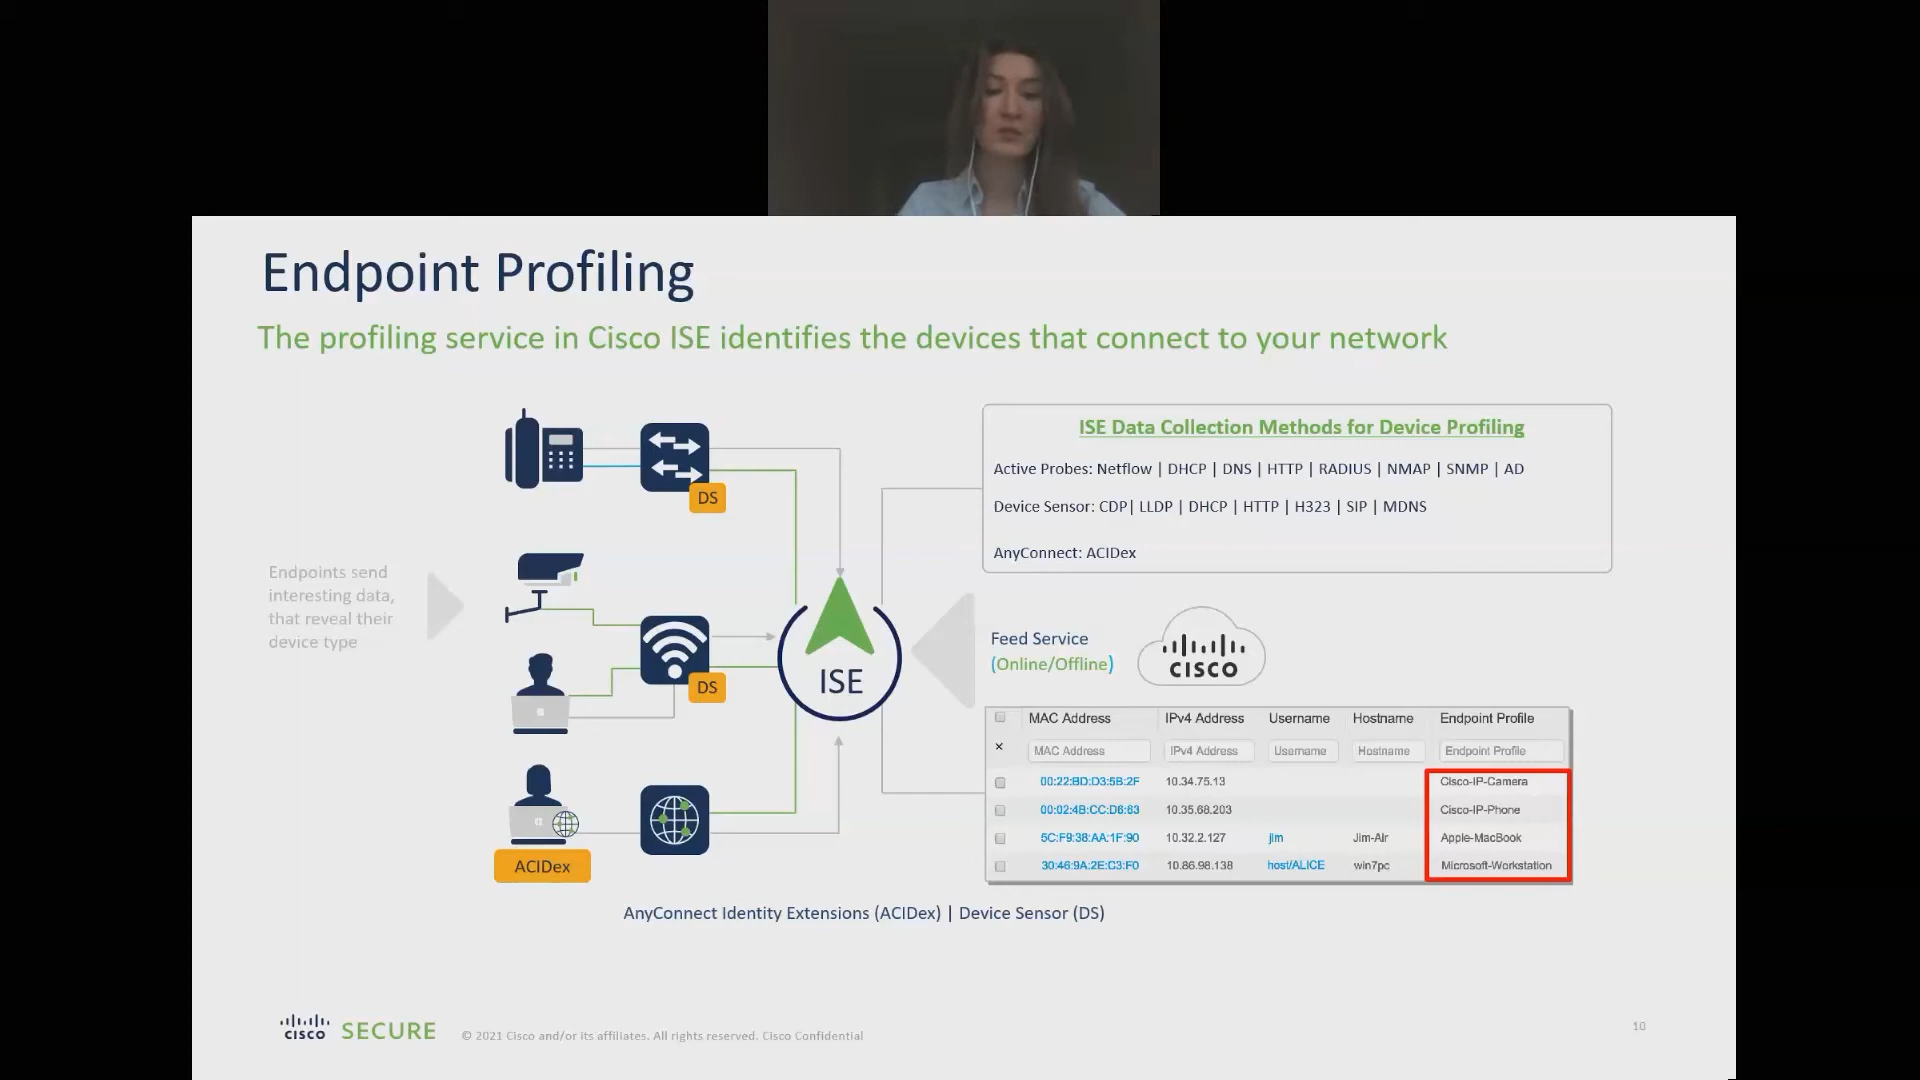 Endpoint Profiling
The profiling service in Cisco ISE identifies the devices that connect to your network
Endpoints send
interesting data,
that reveal their
device type
DS
DS
ACIDex
ISE
ISE Data Collection Methods for Device Profiling
Active Probes: Netflow | DHCP | DNS | HTTP | RADIUS | NMAP | SNMP | AD
Device Sensor: CDP| LLDP | DHCP | HTTP | H323 | SIP | MDNS
AnyConnect: ACIDex
Feed Service
(Online/Offline)
CISCO
MAC Address IPv4 Address Username Hostname Endpoint Profile
× MAC Address IPv4 Address Username Hostname Endpoint Profile
00:22:BD:D3:5B:2F 10.34.75.13 Cisco-IP-Camera
00:02:4B:CC:D6:63 10.35.68.203 Cisco-IP-Phone
5C:F9:38:AA:1F:90 10.32.2.127 jim Jim-Air Apple-MacBook
30:46:9A:2E:C3:F0 10.86.98.138 host/ALICE win7pc Microsoft-Workstation
AnyConnect Identity Extensions (ACIDex) | Device Sensor (DS)
CISCO SECURE © 2021 Cisco and/or its affiliates. All rights reserved. Cisco Confidential 10